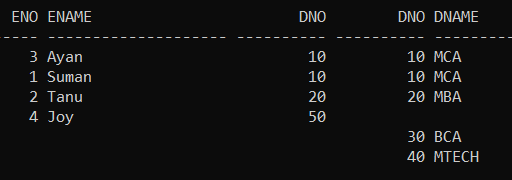 ENO ENAME                       DNO        DNO DNAME
---- -------------------- ---------- ---------- ----------
  3 Ayan                         10         10 MCA
  1 Suman                        10         10 MCA
  2 Tanu                         20         20 MBA
  4 Joy                          50
                                            30 BCA
                                            40 MTECH